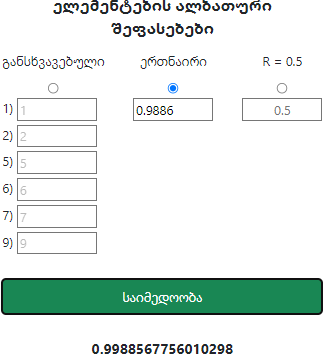 ელემენტების ალბათური
შეფასებები
განსხვავებული ერთნაირი R = 0.5
1) 1 0.9886 0.5
2) 2
5) 5
6) 6
7) 7
9) 9
საიმედოობა
0.9988567756010298